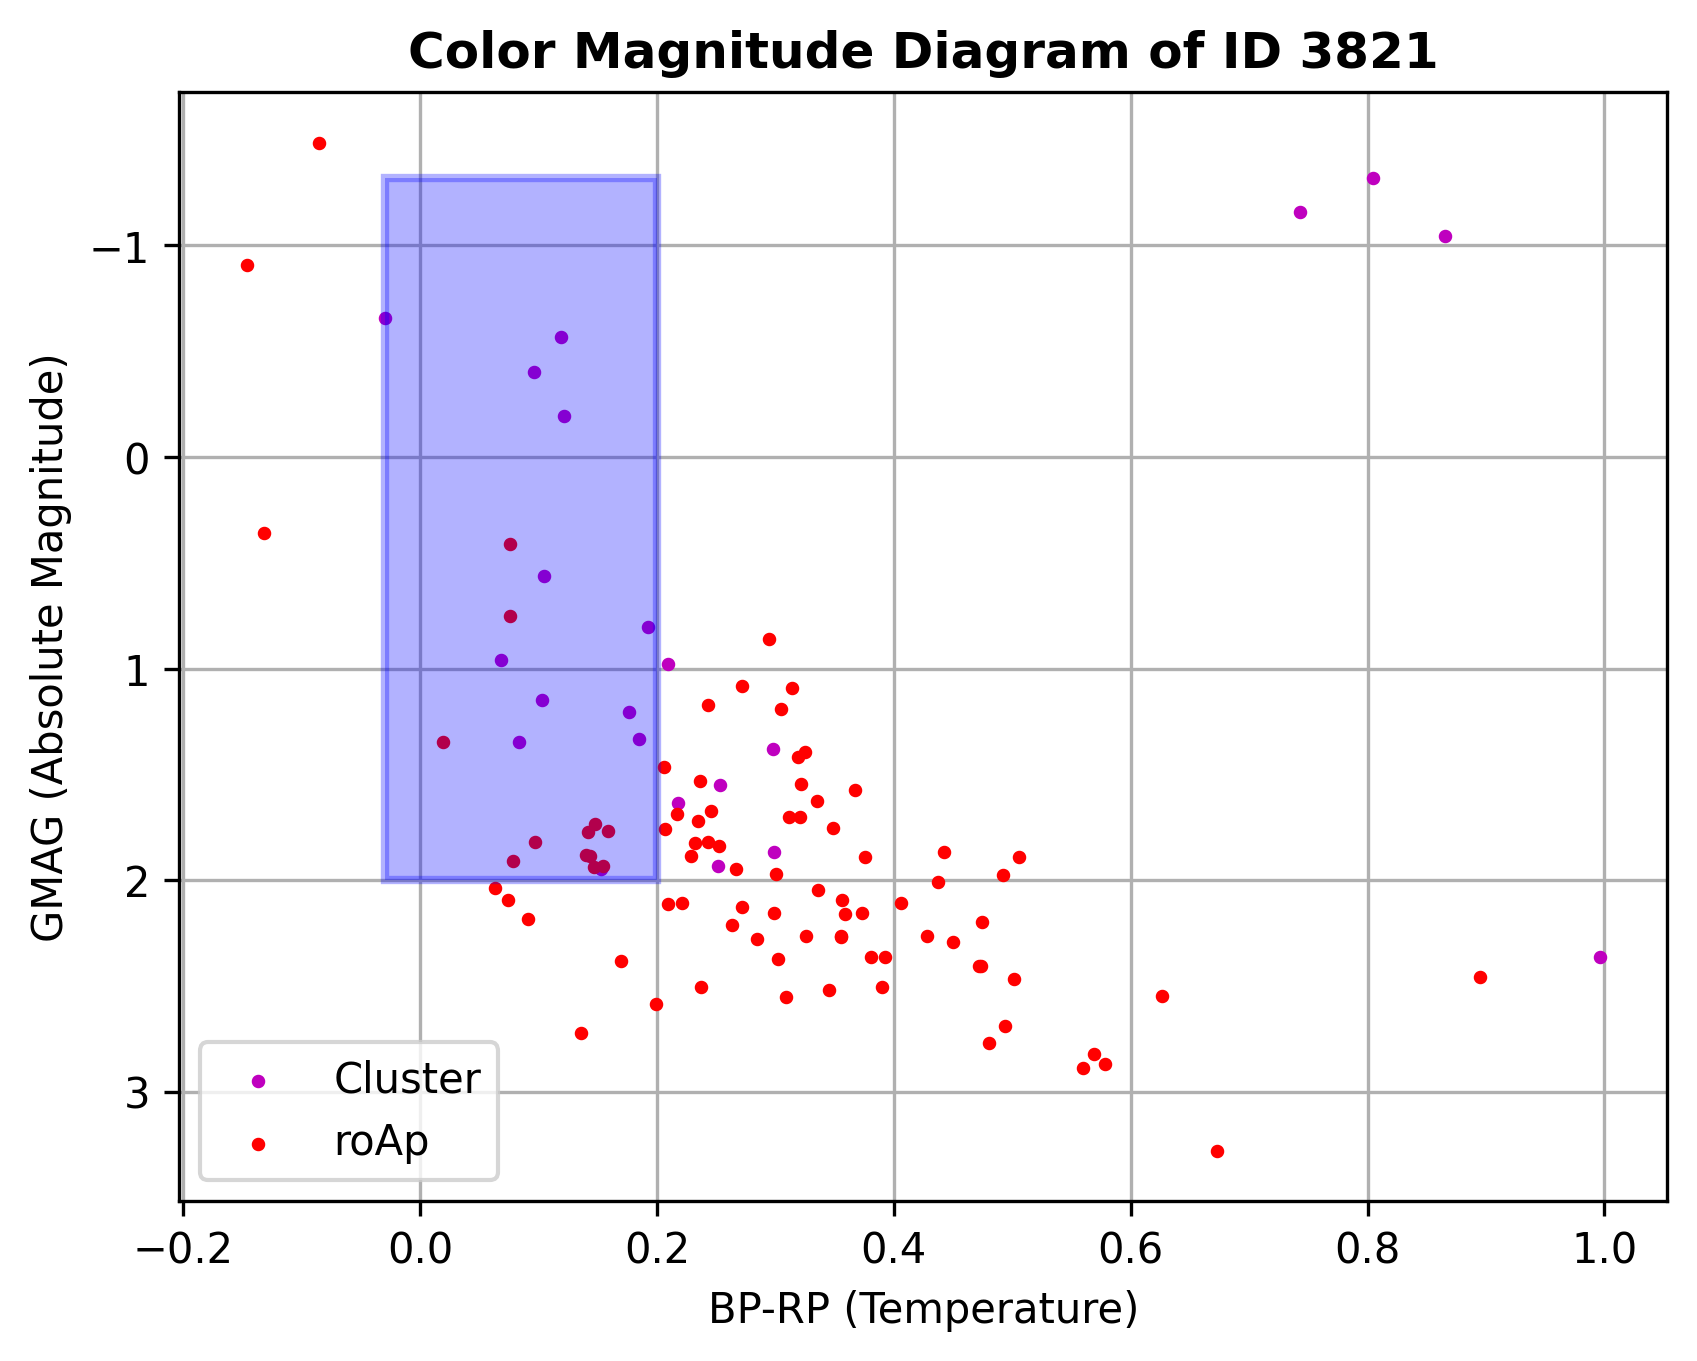 Color Magnitude Diagram of ID 3821
GMAG (Absolute Magnitude)
−1
0
1
2
3
Cluster
roAp
−0.2 0.0 0.2 0.4 0.6 0.8 1.0
BP-RP (Temperature)